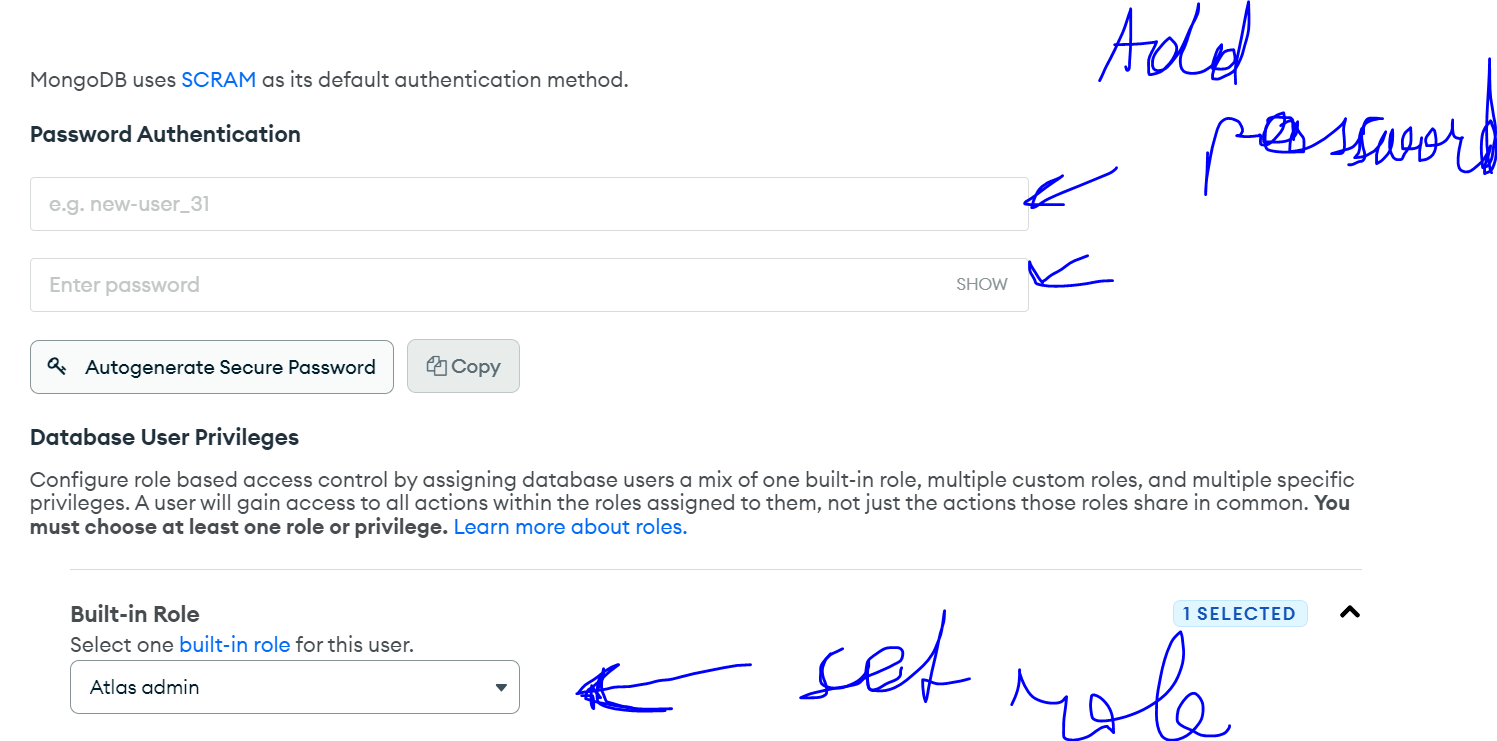 Add
MongoDB uses SCRAM as its default authentication method.
password
Password Authentication
e.g. new-user_31
Enter password
SHOW
Autogenerate Secure Password
Copy
Database User Privileges
Configure role based access control by assigning database users a mix of one built-in role, multiple custom roles, and multiple specific
privileges. A user will gain access to all actions within the roles assigned to them, not just the actions those roles share in common. You
must choose at least one role or privilege. Learn more about roles.
Built-in Role
1 SELECTED
Select one built-in role for this user.
Atlas admin
set role